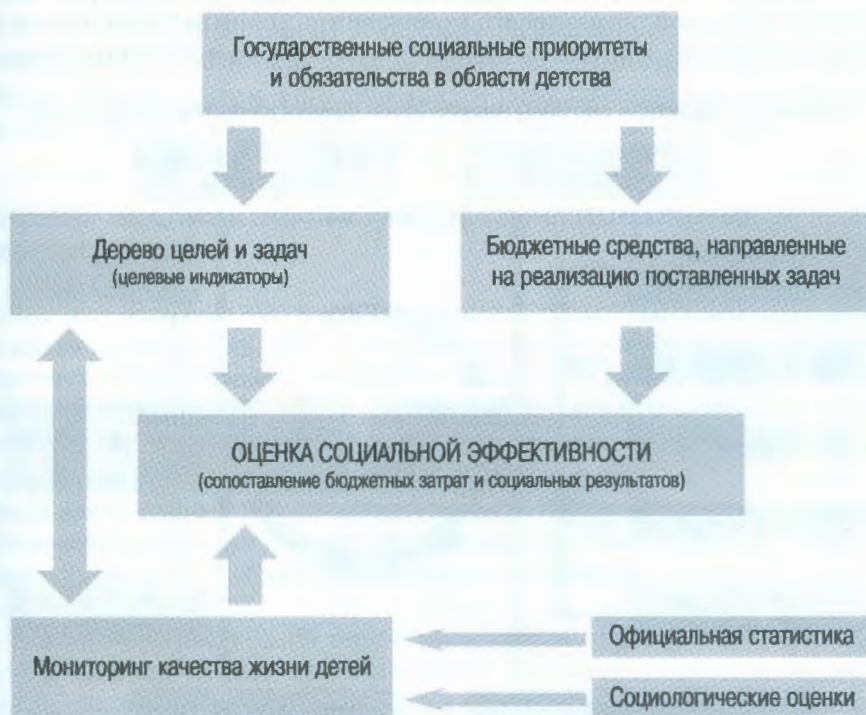 Государственные социальные приоритеты
и обязательства в области детства
Дерево целей и задач
(целевые индикаторы)
Бюджетные средства, направленные
на реализацию поставленных задач
ОЦЕНКА СОЦИАЛЬНОЙ ЭФФЕКТИВНОСТИ
(сопоставление бюджетных затрат и социальных результатов)
Мониторинг качества жизни детей
Официальная статистика
Социологические оценки